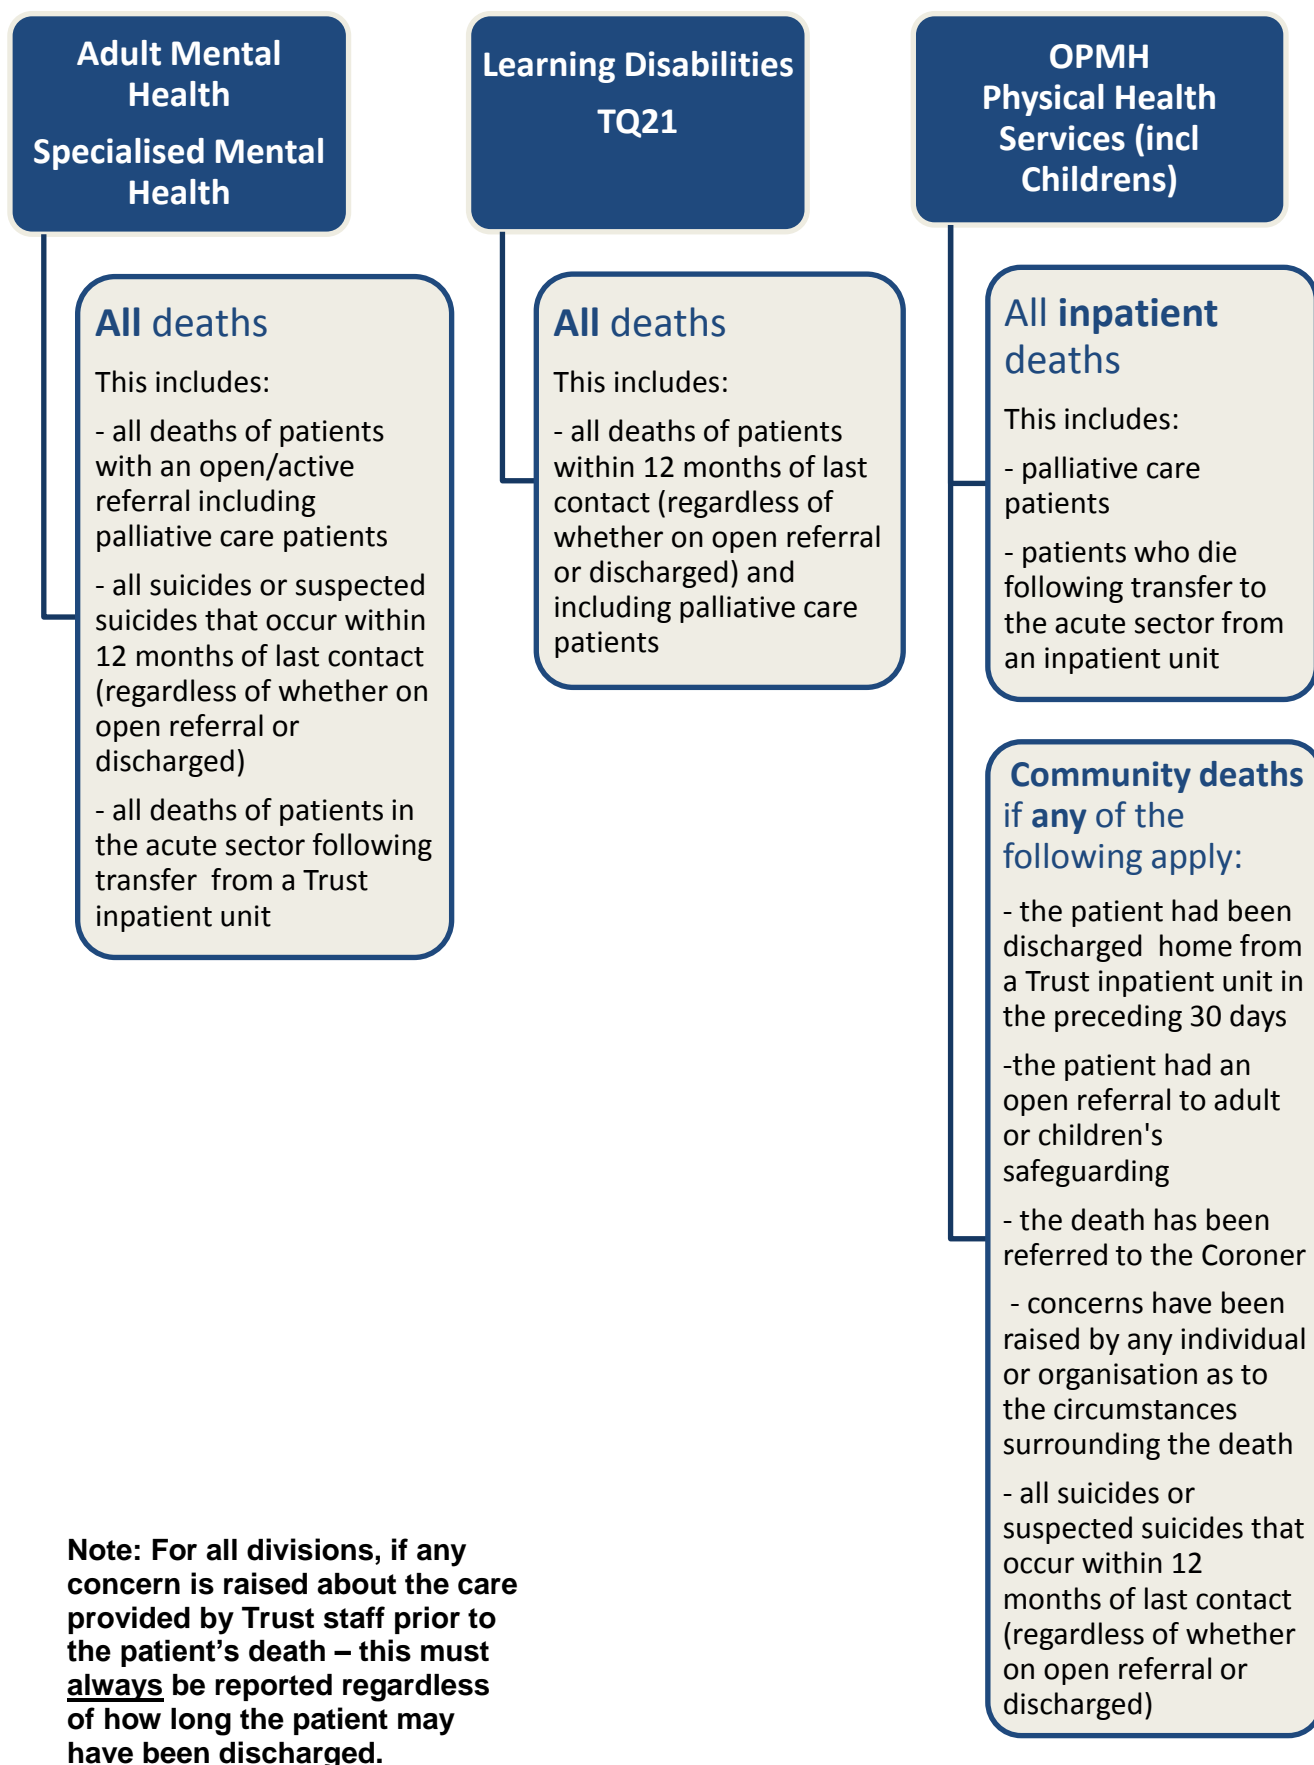 Adult Mental
Health
Specialised Mental
Health
All deaths
This includes:
- all deaths of patients
with an open/active
referral including
palliative care patients
- all suicides or suspected
suicides that occur within
12 months of last contact
(regardless of whether on
open referral or
discharged)
- all deaths of patients in
the acute sector following
transfer  from a Trust
inpatient unit
Learning Disabilities
TQ21
All deaths
This includes:
- all deaths of patients
within 12 months of last
contact (regardless of
whether on open referral
or discharged) and
including palliative care
patients
OPMH
Physical Health
Services (incl
Childrens)
All inpatient
deaths
This includes:
- palliative care
patients
- patients who die
following transfer to
the acute sector from
an inpatient unit
Community deaths
if any of the
following apply:
- the patient had been
discharged  home from
a Trust inpatient unit in
the preceding 30 days
-the patient had an
open referral to adult
or children's
safeguarding
- the death has been
referred to the Coroner
- concerns have been
raised by any individual
or organisation as to
the circumstances
surrounding the death
- all suicides or
suspected suicides that
occur within 12
months of last contact
(regardless of whether
on open referral or
discharged)
Note: For all divisions, if any
concern is raised about the care
provided by Trust staff prior to
the patient’s death – this must
always be reported regardless
of how long the patient may
have been discharged.